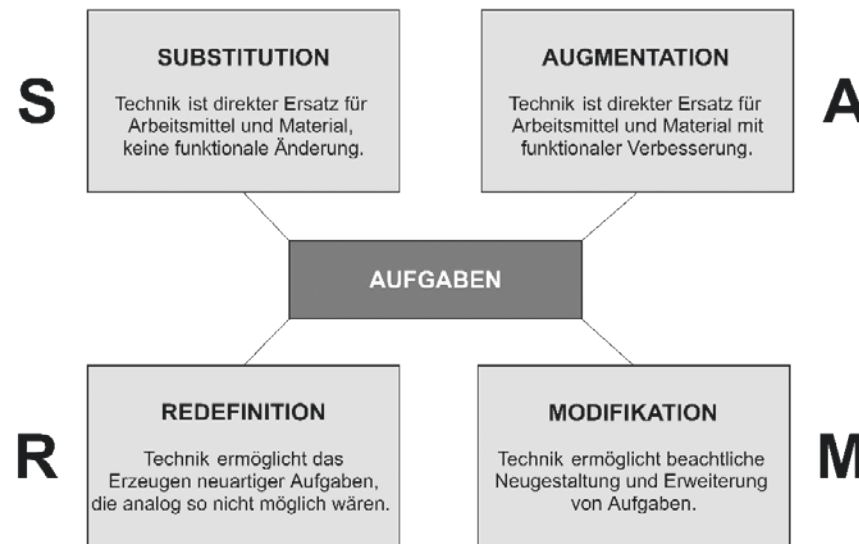 S
SUBSTITUTION
Technik ist direkter Ersatz für
Arbeitsmittel und Material,
keine funktionale Änderung.
AUGMENTATION
Technik ist direkter Ersatz für
Arbeitsmittel und Material mit
funktionaler Verbesserung.
A
AUFGABEN
R
REDEFINITION
Technik ermöglicht das
Erzeugen neuartiger Aufgaben,
die analog so nicht möglich wären.
MODIFIKATION
Technik ermöglicht beachtliche
Neugestaltung und Erweiterung
von Aufgaben.
M